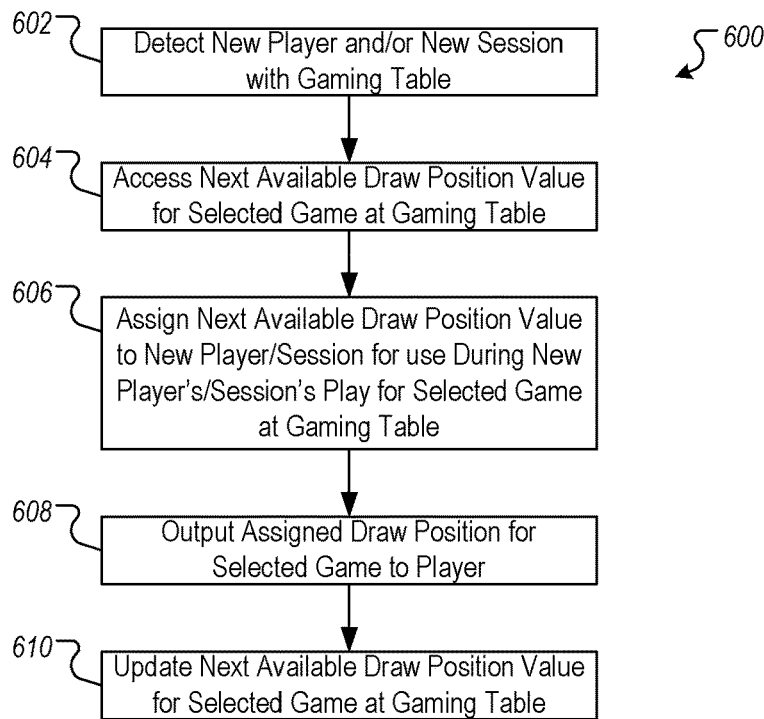 602
Detect New Player and/or New Session
with Gaming Table
600
604
Access Next Available Draw Position Value
for Selected Game at Gaming Table
606
Assign Next Available Draw Position Value
to New Player/Session for use During New
Player's/Session's Play for Selected Game
at Gaming Table
608
Output Assigned Draw Position for
Selected Game to Player
610
Update Next Available Draw Position Value
for Selected Game at Gaming Table